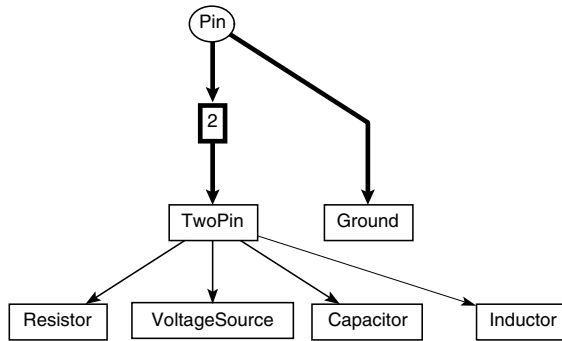 Pin
2
TwoPin
Ground
Resistor
VoltageSource
Capacitor
Inductor